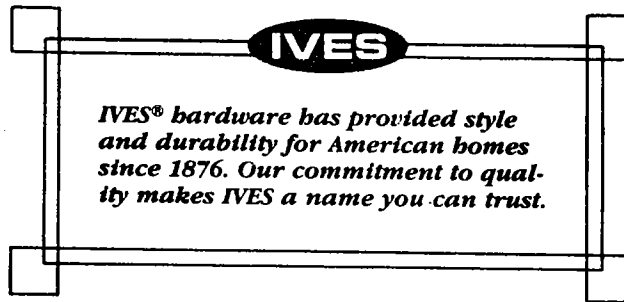 IVES
IVES® hardware has provided style
and durability for American homes
since 1876. Our commitment to qual-
ity makes IVES a name you can trust.